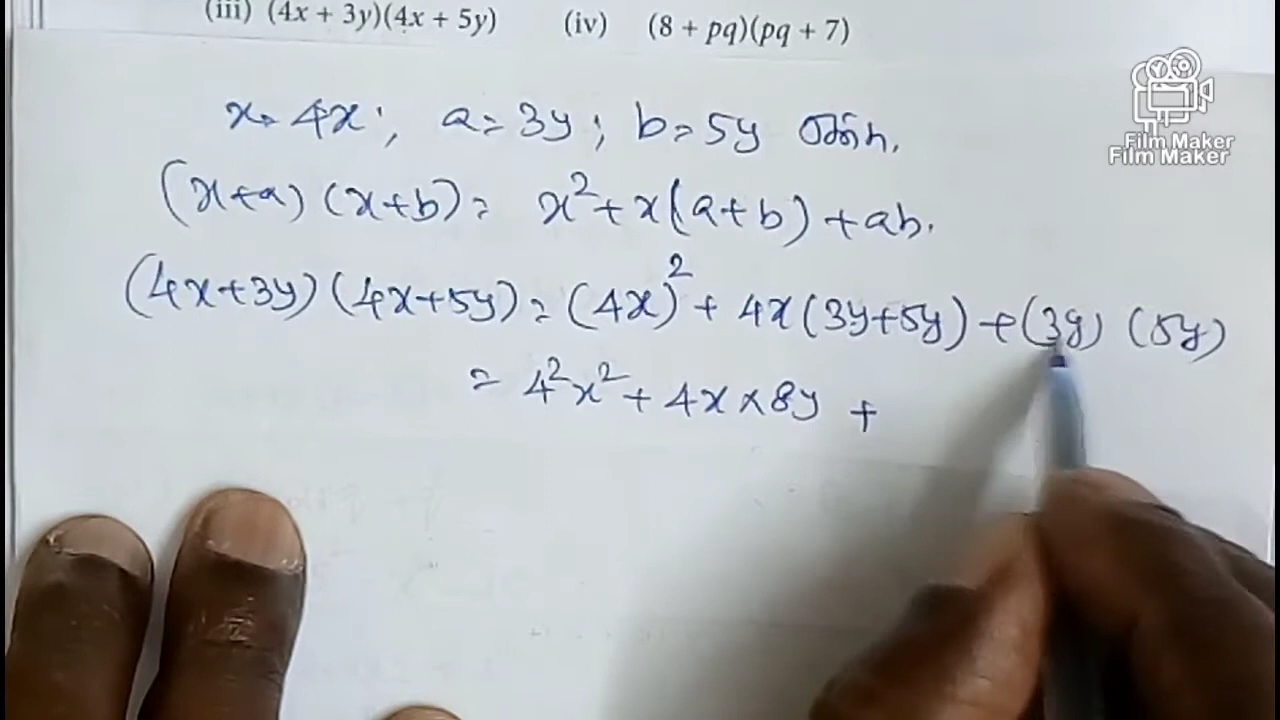 (iii) (4x + 3y)(4x + 5y) (iv) (8 + pq)(pq + 7)
Film Maker
Film Maker
x = 4x ; a = 3y ; b = 5y எனில்.
(x+a) (x+b) = x² + x(a+b) + ab.
(4x+3y) (4x+5y) = (4x)² + 4x(3y+5y) + (3y) (5y)
= 4²x² + 4x × 8y +